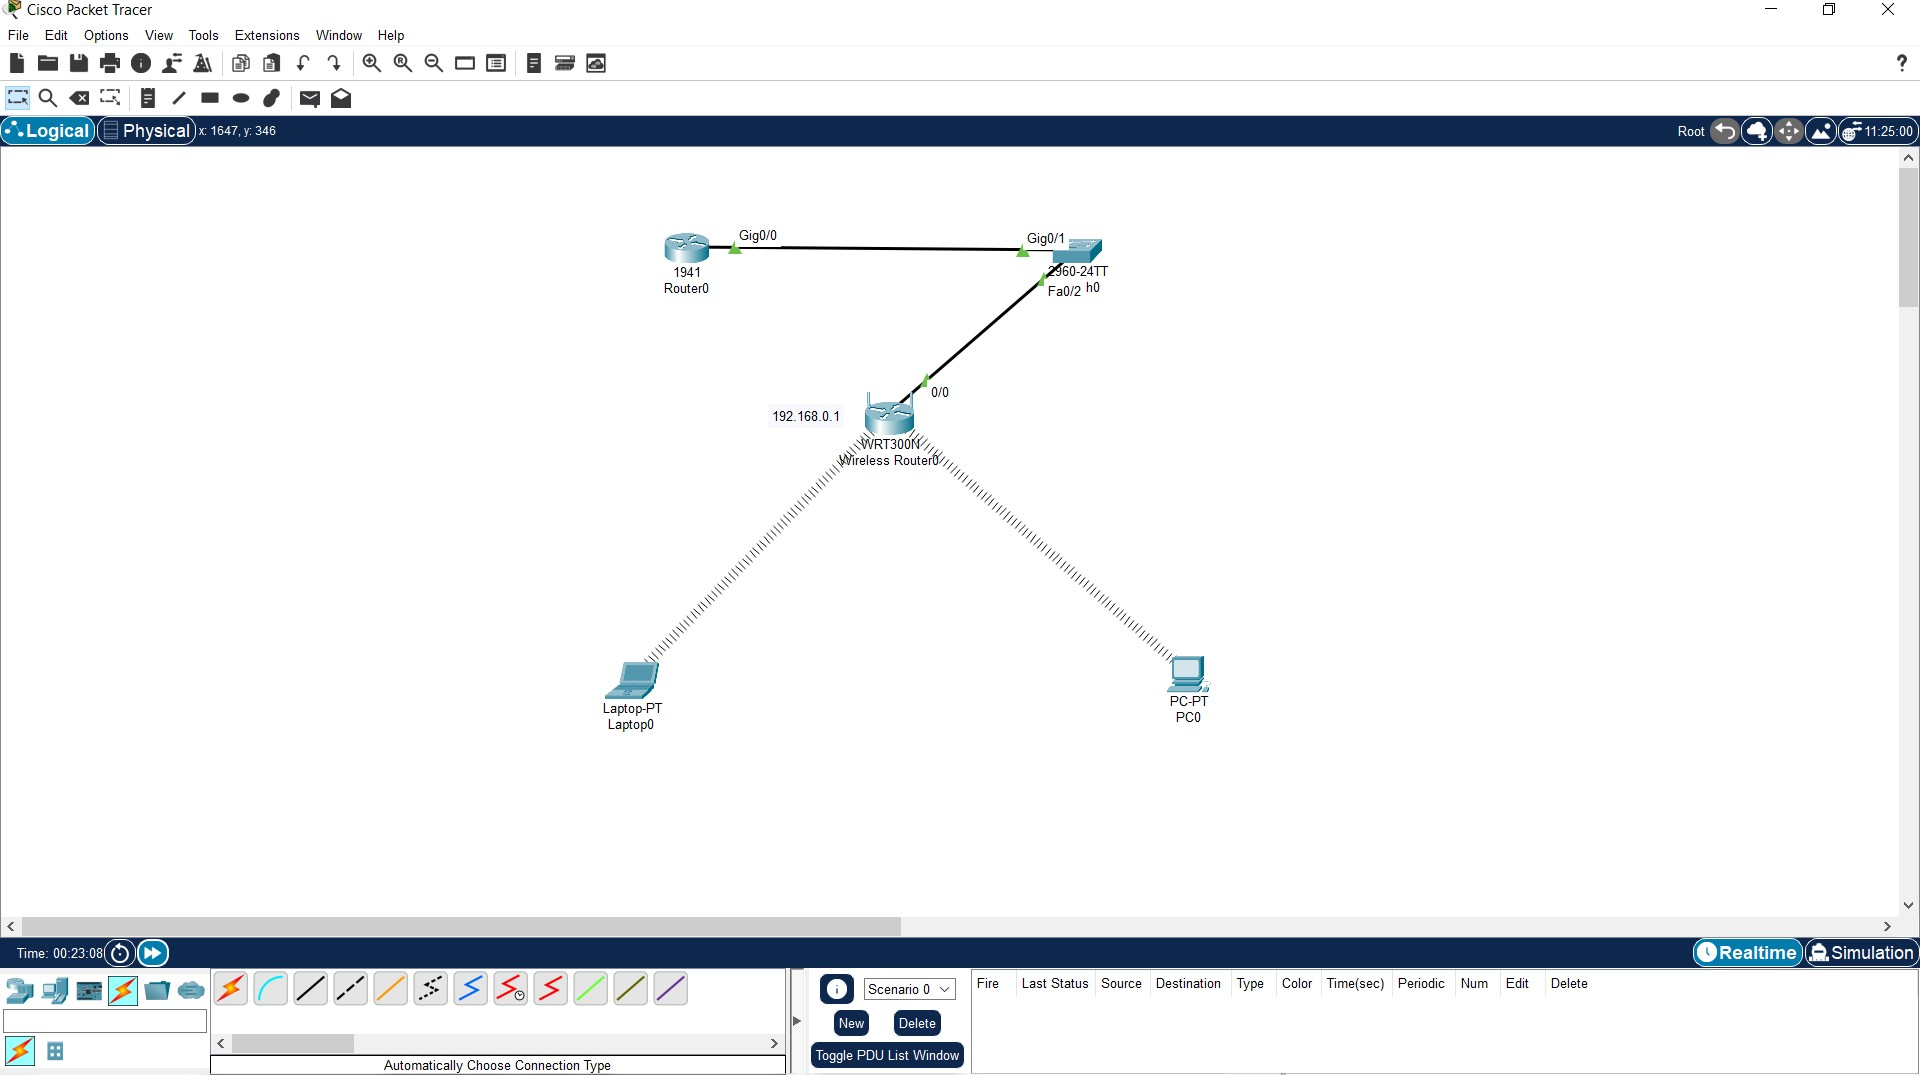 Cisco Packet Tracer
File Edit Options View Tools Extensions Window Help
?
Logical Physical x: 1647, y: 346 Root 11:25:00
Gig0/0
Gig0/1
1941
Router0
2960-24TT
Fa0/2 h0
0/0
192.168.0.1
WRT300N
Wireless Router0
Laptop-PT
Laptop0
PC-PT
PC0
Time: 00:23:08 Realtime Simulation
Scenario 0
New Delete
Toggle PDU List Window
Fire Last Status Source Destination Type Color Time(sec) Periodic Num Edit Delete
Automatically Choose Connection Type